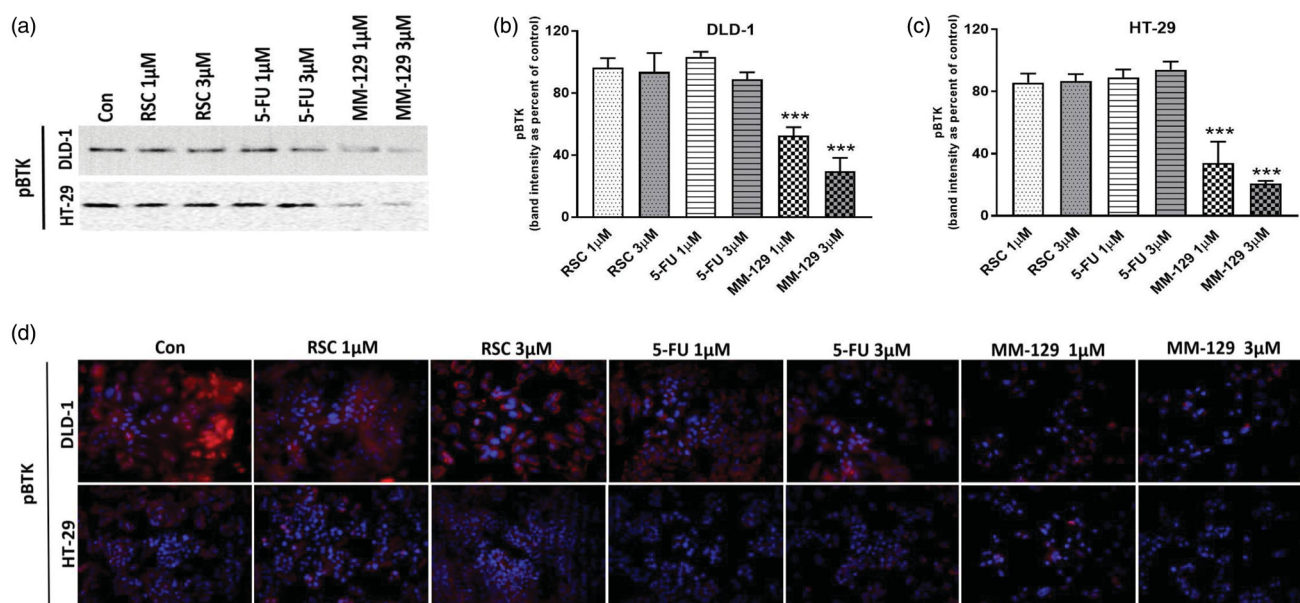 (a)
Con
RSC 1µM
RSC 3µM
5-FU 1µM
5-FU 3µM
MM-129 1µM
MM-129 3µM
pBTK
DLD-1
HT-29
(b)
DLD-1
pBTK
(band intensity as percent of control)
120
80
40
0
***
***
RSC 1µM
RSC 3µM
5-FU 1µM
5-FU 3µM
MM-129 1µM
MM-129 3µM
(c)
HT-29
pBTK
(band intensity as percent of control)
120
80
40
0
***
***
RSC 1µM
RSC 3µM
5-FU 1µM
5-FU 3µM
MM-129 1µM
MM-129 3µM
(d)
Con
RSC 1µM
RSC 3µM
5-FU 1µM
5-FU 3µM
MM-129 1µM
MM-129 3µM
pBTK
DLD-1
HT-29